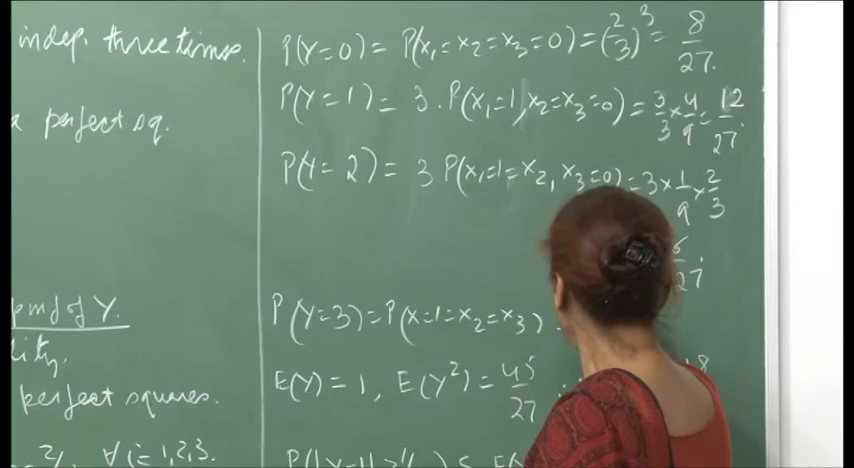 indep. three times.
a perfect sq.
pmf of Y.
lity.
perfect squares.
2/ ∀ i=1,2,3.
P(Y=0) = P(x₁=x₂=x₃=0) = (2/3)³ = 8/27.
P(Y=1) = 3. P(x₁=1, x₂=x₃=0) = 3/3 × 4/9 = 12/27.
P(Y=2) = 3 P(x₁=1=x₂, x₃=0) = 3 × 1/9 × 2/3
6/27.
P(Y=3) = P(x=1=x₂=x₃)
E(Y) = 1, E(Y²) = 45/27